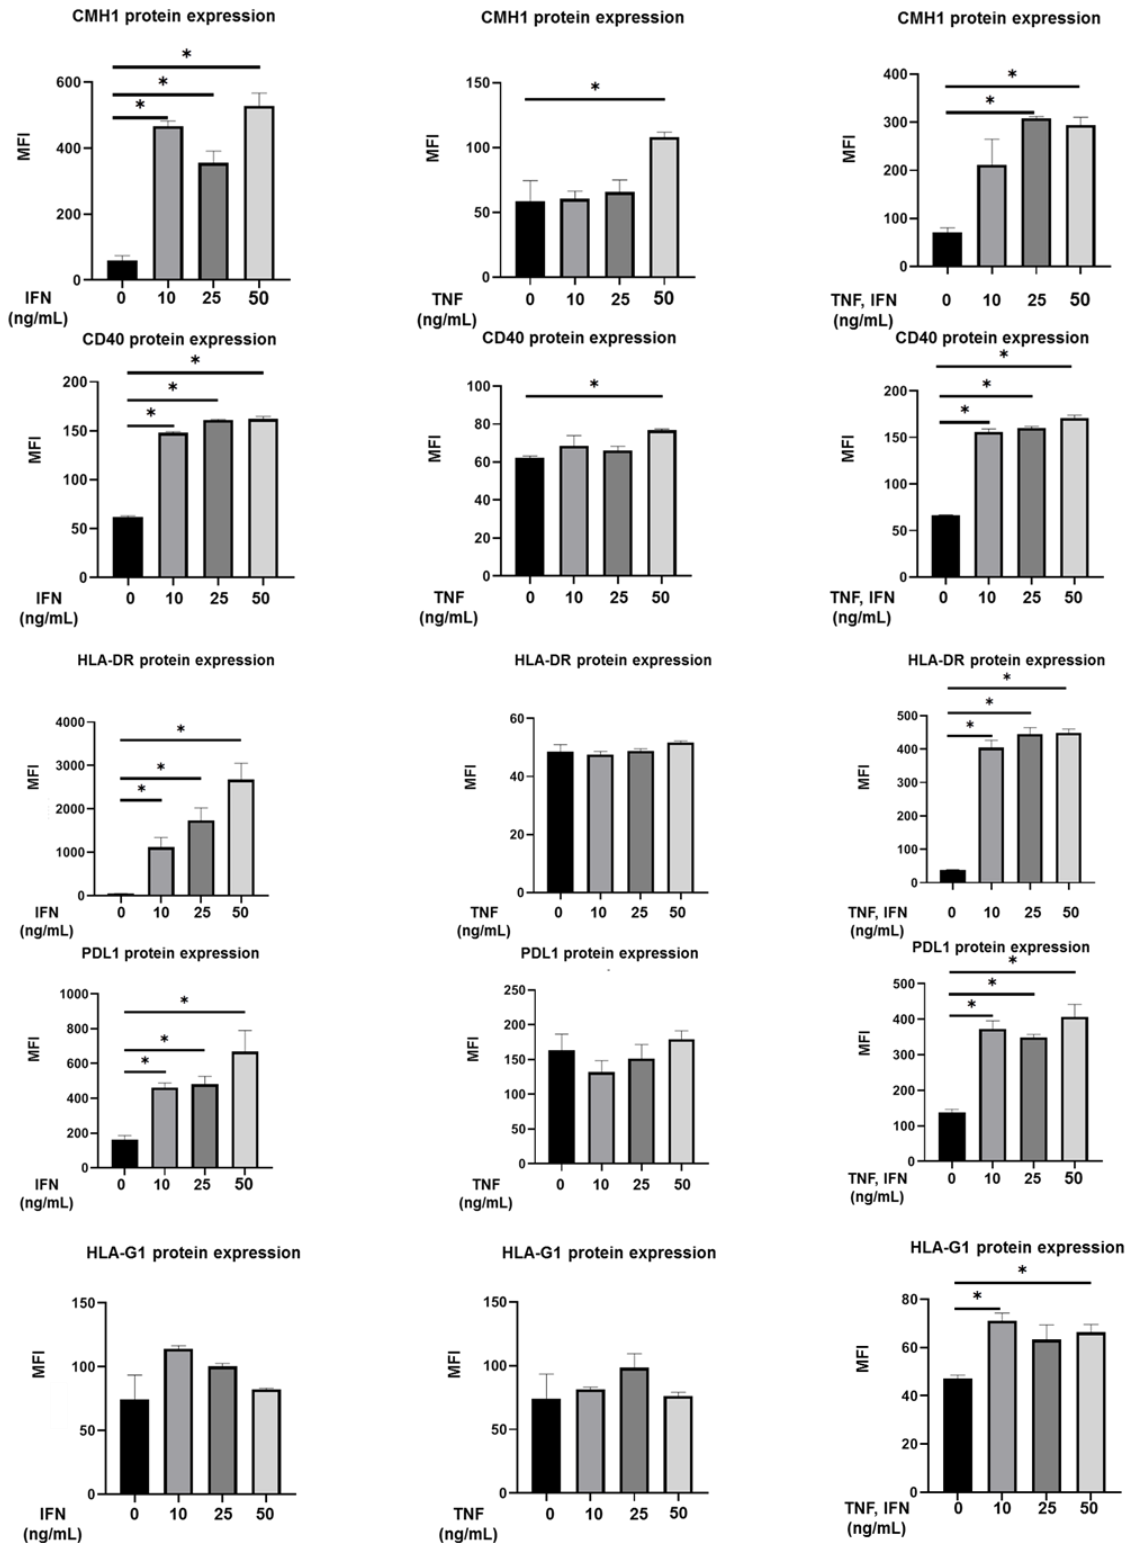 CMH1 protein expression
*
*
*
600
400
200
0
MFI
IFN
(ng/mL)
0 10 25 50
CMH1 protein expression
*
150
100
50
0
MFI
TNF
(ng/mL)
0 10 25 50
CMH1 protein expression
*
*
400
300
200
100
0
MFI
TNF, IFN
(ng/mL)
0 10 25 50
CD40 protein expression
*
*
*
200
150
100
50
0
MFI
IFN
(ng/mL)
0 10 25 50
CD40 protein expression
*
100
80
60
40
20
0
MFI
TNF
(ng/mL)
0 10 25 50
CD40 protein expression
*
*
*
200
150
100
50
0
MFI
TNF, IFN
(ng/mL)
0 10 25 50
HLA-DR protein expression
*
*
*
4000
3000
2000
1000
0
MFI
IFN
(ng/mL)
0 10 25 50
HLA-DR protein expression
60
40
20
0
MFI
TNF
(ng/mL)
0 10 25 50
HLA-DR protein expression
*
*
*
500
400
300
200
100
0
MFI
TNF, IFN
(ng/mL)
0 10 25 50
PDL1 protein expression
*
*
*
1000
800
600
400
200
0
MFI
IFN
(ng/mL)
0 10 25 50
PDL1 protein expression
250
200
150
100
50
0
MFI
TNF
(ng/mL)
0 10 25 50
PDL1 protein expression
*
*
*
500
400
300
200
100
0
MFI
TNF, IFN
(ng/mL)
0 10 25 50
HLA-G1 protein expression
150
100
50
0
MFI
IFN
(ng/mL)
0 10 25 50
HLA-G1 protein expression
150
100
50
0
MFI
TNF
(ng/mL)
0 10 25 50
HLA-G1 protein expression
*
*
80
60
40
20
0
MFI
TNF, IFN
(ng/mL)
0 10 25 50